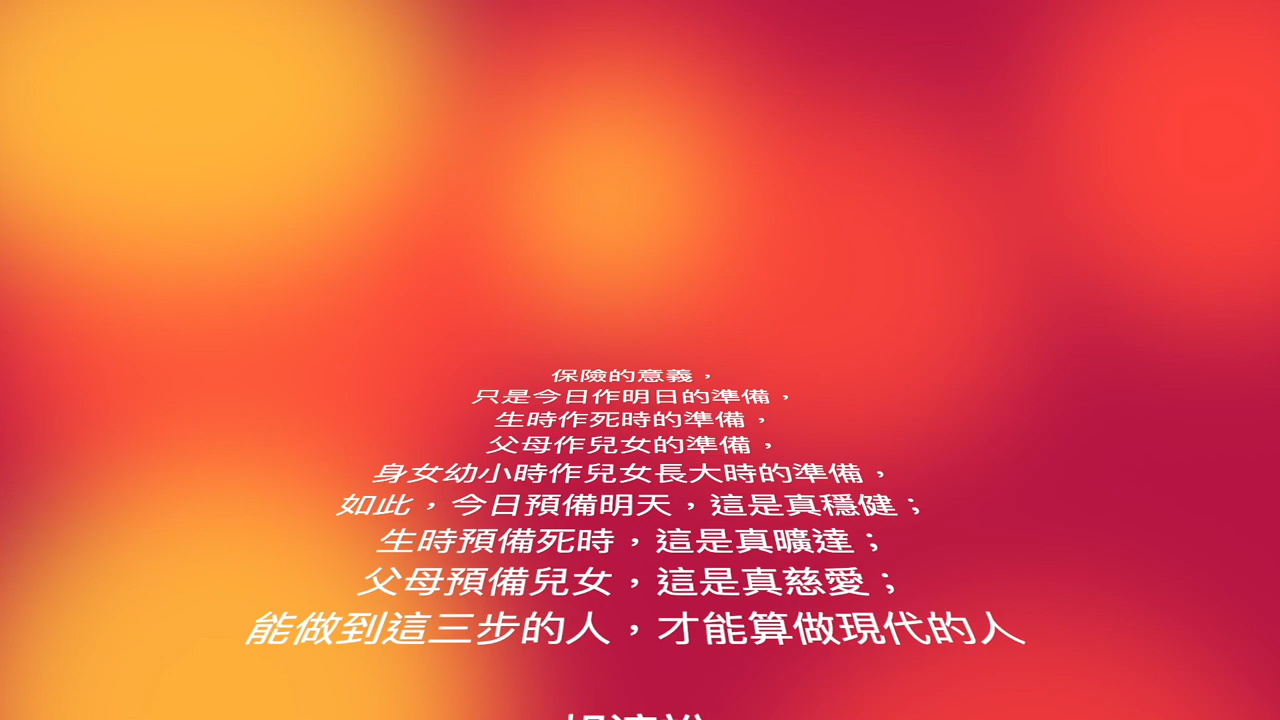 保險的意義，
只是今日作明日的準備，
生時作死時的準備，
父母作兒女的準備，
身女幼小時作兒女長大時的準備，
如此，今日預備明天，這是真穩健；
生時預備死時，這是真曠達；
父母預備兒女，這是真慈愛；
能做到這三步的人，才能算做現代的人